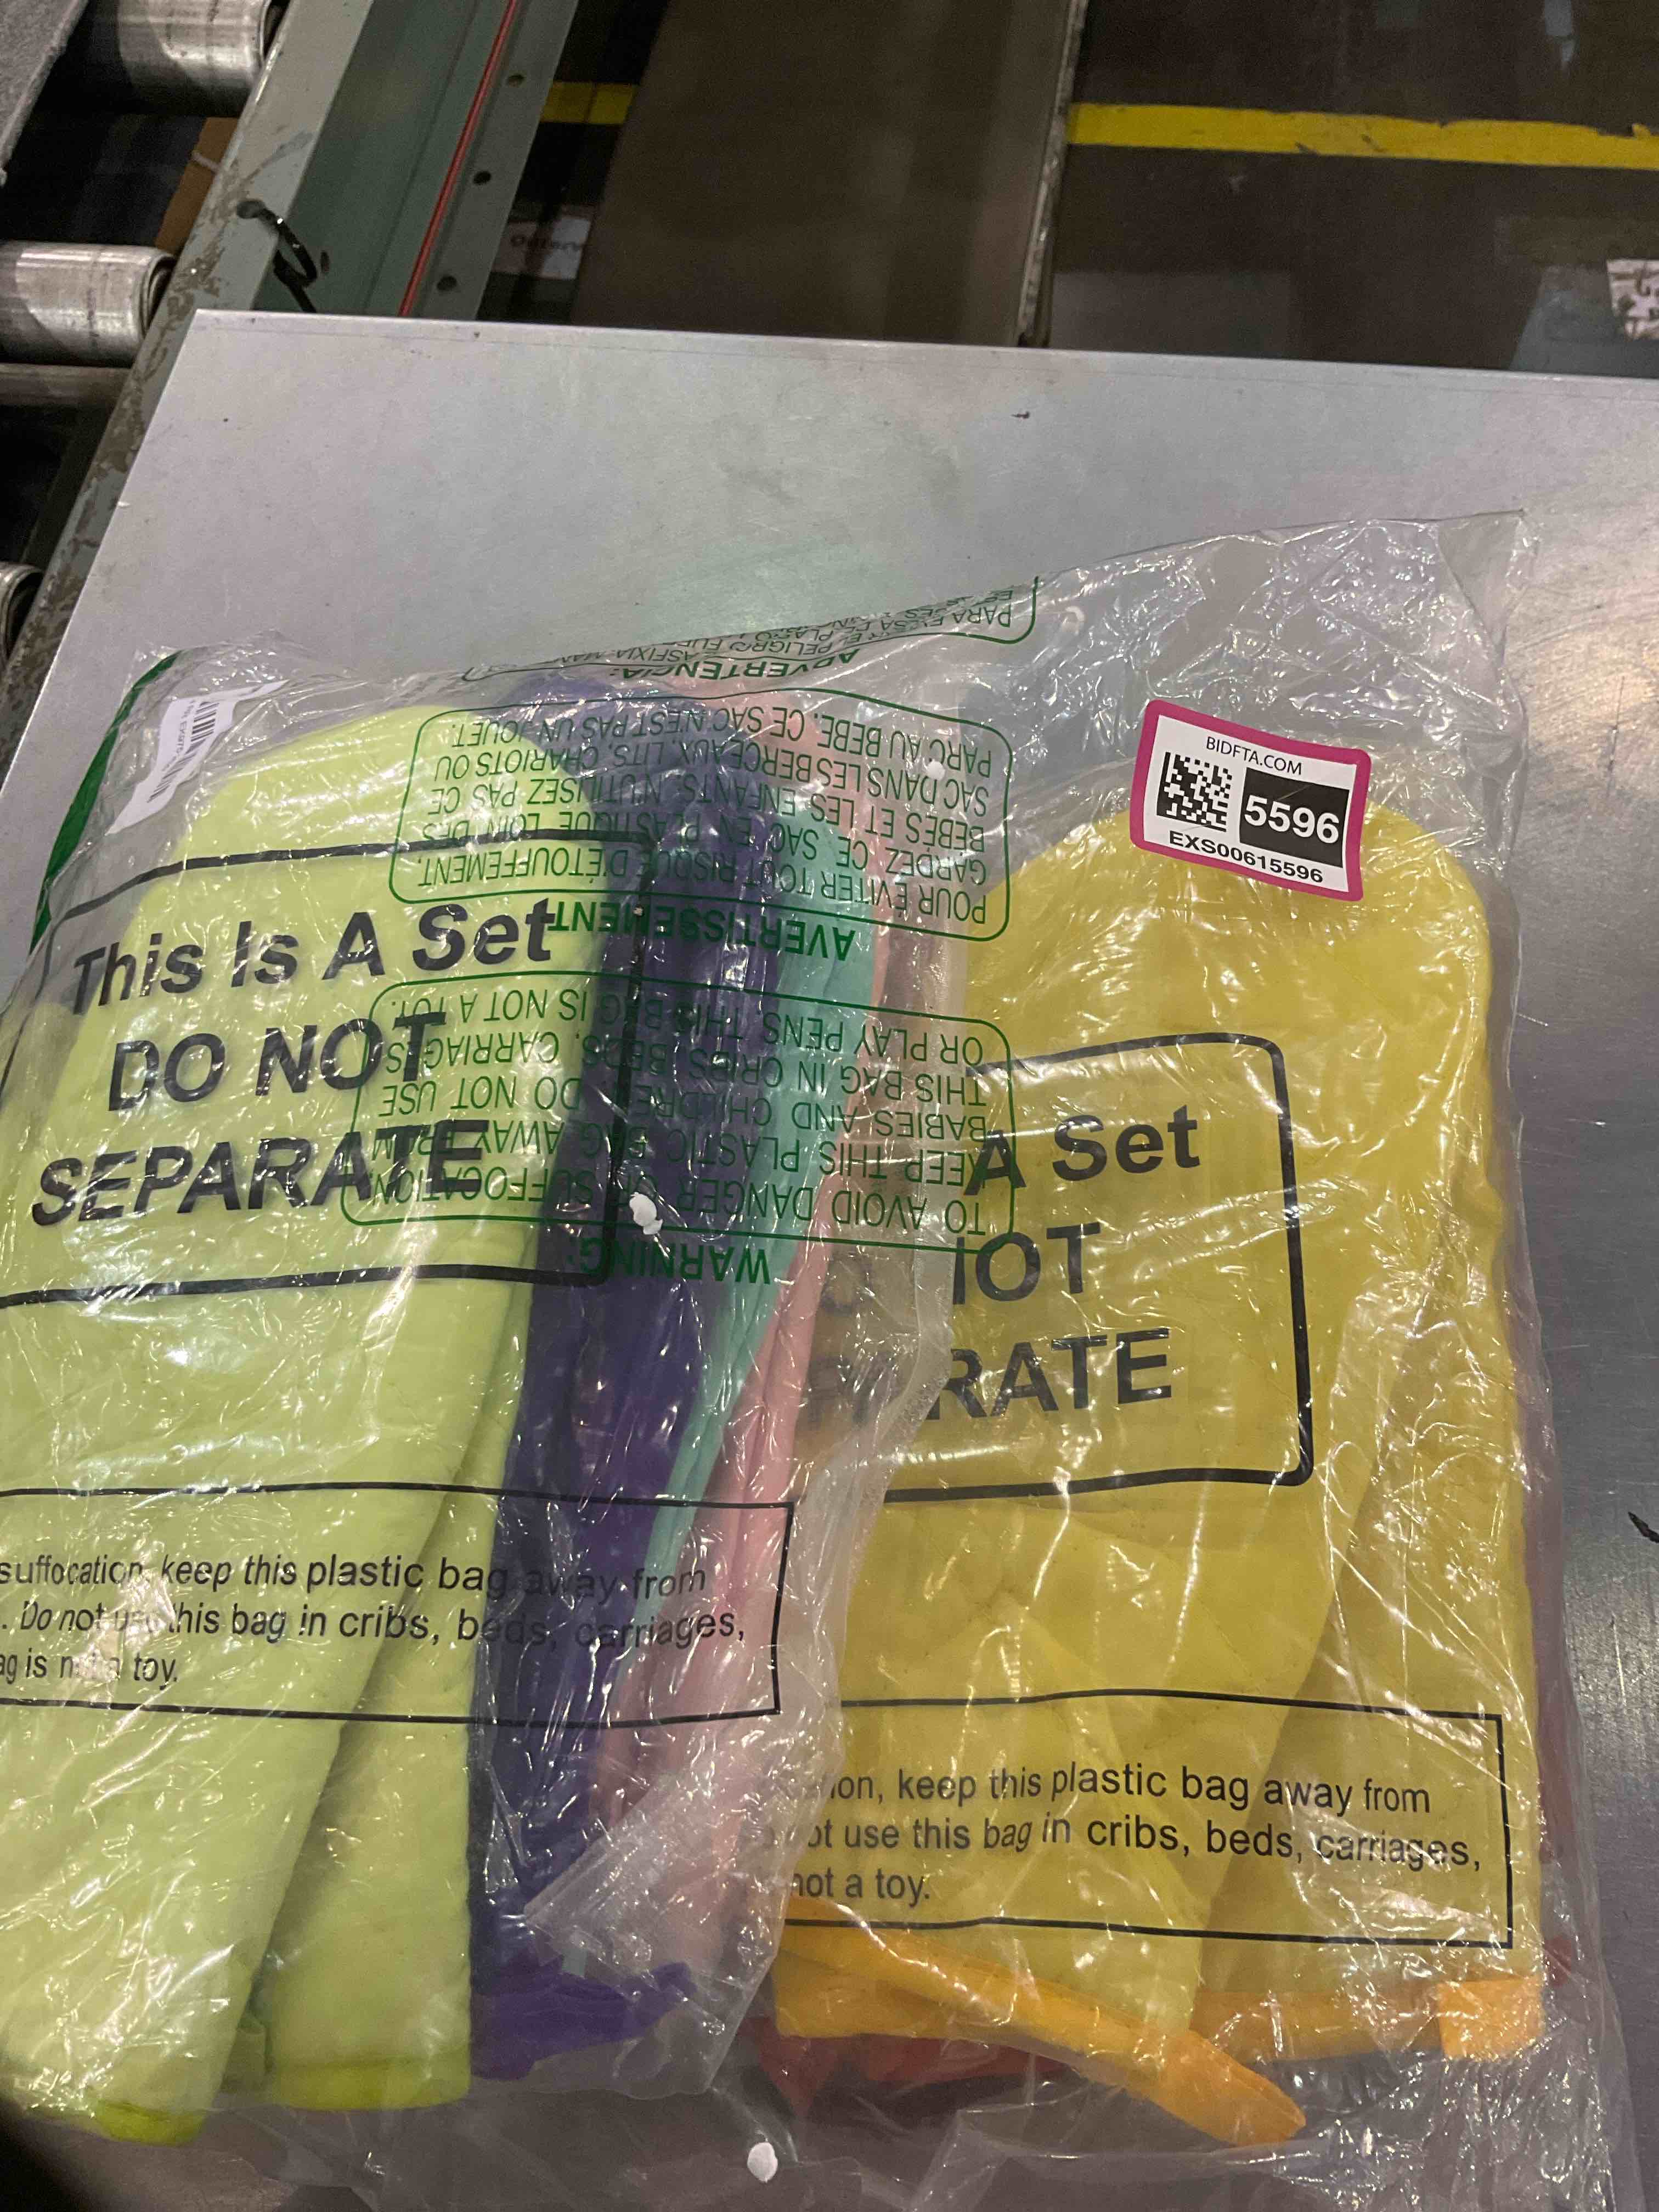 ADVERTENCIA:
PARC AU BEBE. CE SAC N'EST PAS UN JOUET.
SAC DANS LES BERCEAUX, LITS, CHARIOTS OU
BEBES ET LES ENFANTS, N'UTILISEZ PAS CE
GARDEZ CE SAC EN PLASTIQUE LOIN DES
POUR ÉVITER TOUT RISQUE D'ÉTOUFFEMENT,
AVERTISSEMENT
OR PLAY PENS THIS BAG IS NOT A TOY.
THIS BAG IN CRIBS, BEDS, CARRIAGES
BABIES AND CHILDREN DO NOT USE
KEEP THIS PLASTIC BAG AWAY FROM
TO AVOID DANGER OF SUFFOCATION
WARNING:
This Is A Set
DO NOT
SEPARATE
suffocation, keep this plastic bag away from
. Do not use this bag in cribs, beds, carriages,
ag is not a toy.
BIDFTA.COM
5596
EXS00615596
A Set
NOT
RATE
ion, keep this plastic bag away from
ot use this bag in cribs, beds, carriages,
not a toy.